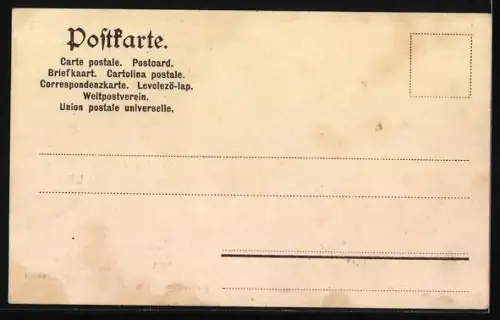 Postkarte.
Carte postale. Postcard.
Briefkaart. Cartolina postale.
Correspondenzkarte. Levelező-lap.
Weltpostverein.
Union postale universelle.